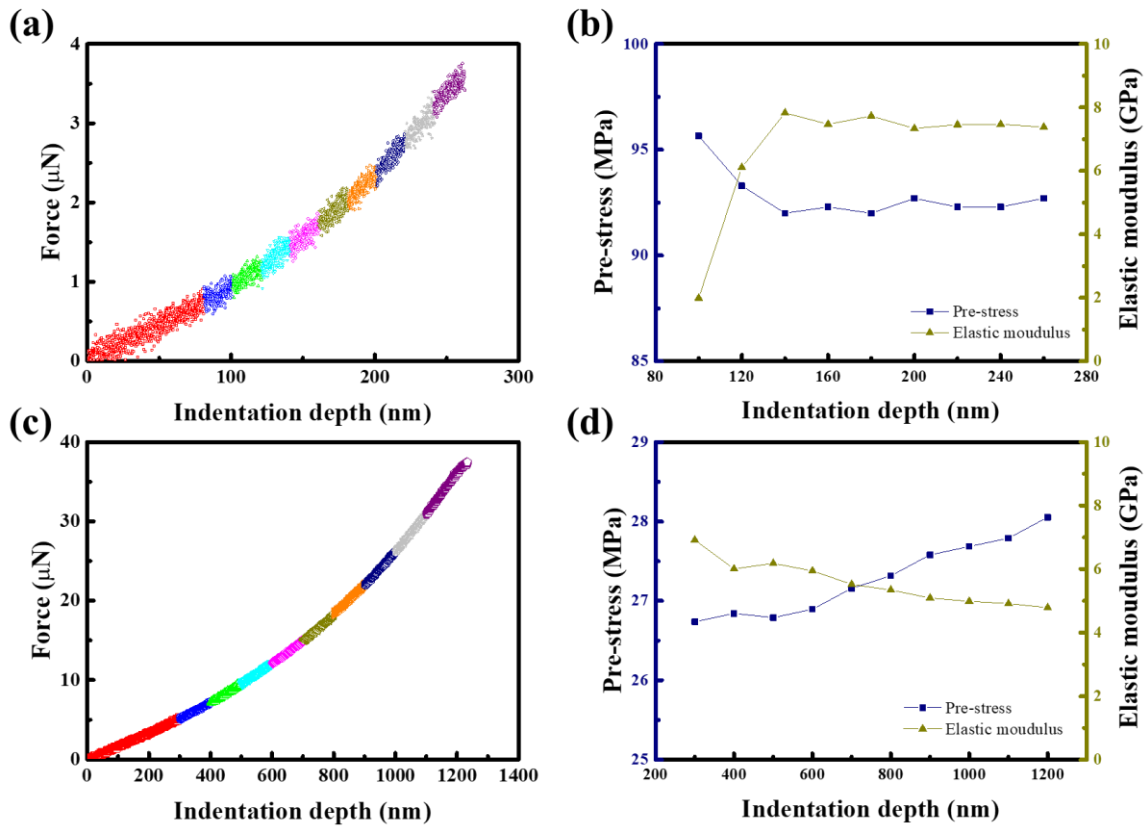 (a)
4
3
2
1
0
Force (μN)
0 100 200 300
Indentation depth (nm)
(b)
100
95
90
85
Pre-stress (MPa)
10
8
6
4
2
0
Elastic moudulus (GPa)
Pre-stress
Elastic moudulus
80 120 160 200 240 280
Indentation depth (nm)
(c)
40
30
20
10
0
Force (μN)
0 200 400 600 800 1000 1200 1400
Indentation depth (nm)
(d)
29
28
27
26
25
Pre-stress (MPa)
10
8
6
4
2
0
Elastic moudulus (GPa)
Pre-stress
Elastic moudulus
200 400 600 800 1000 1200
Indentation depth (nm)